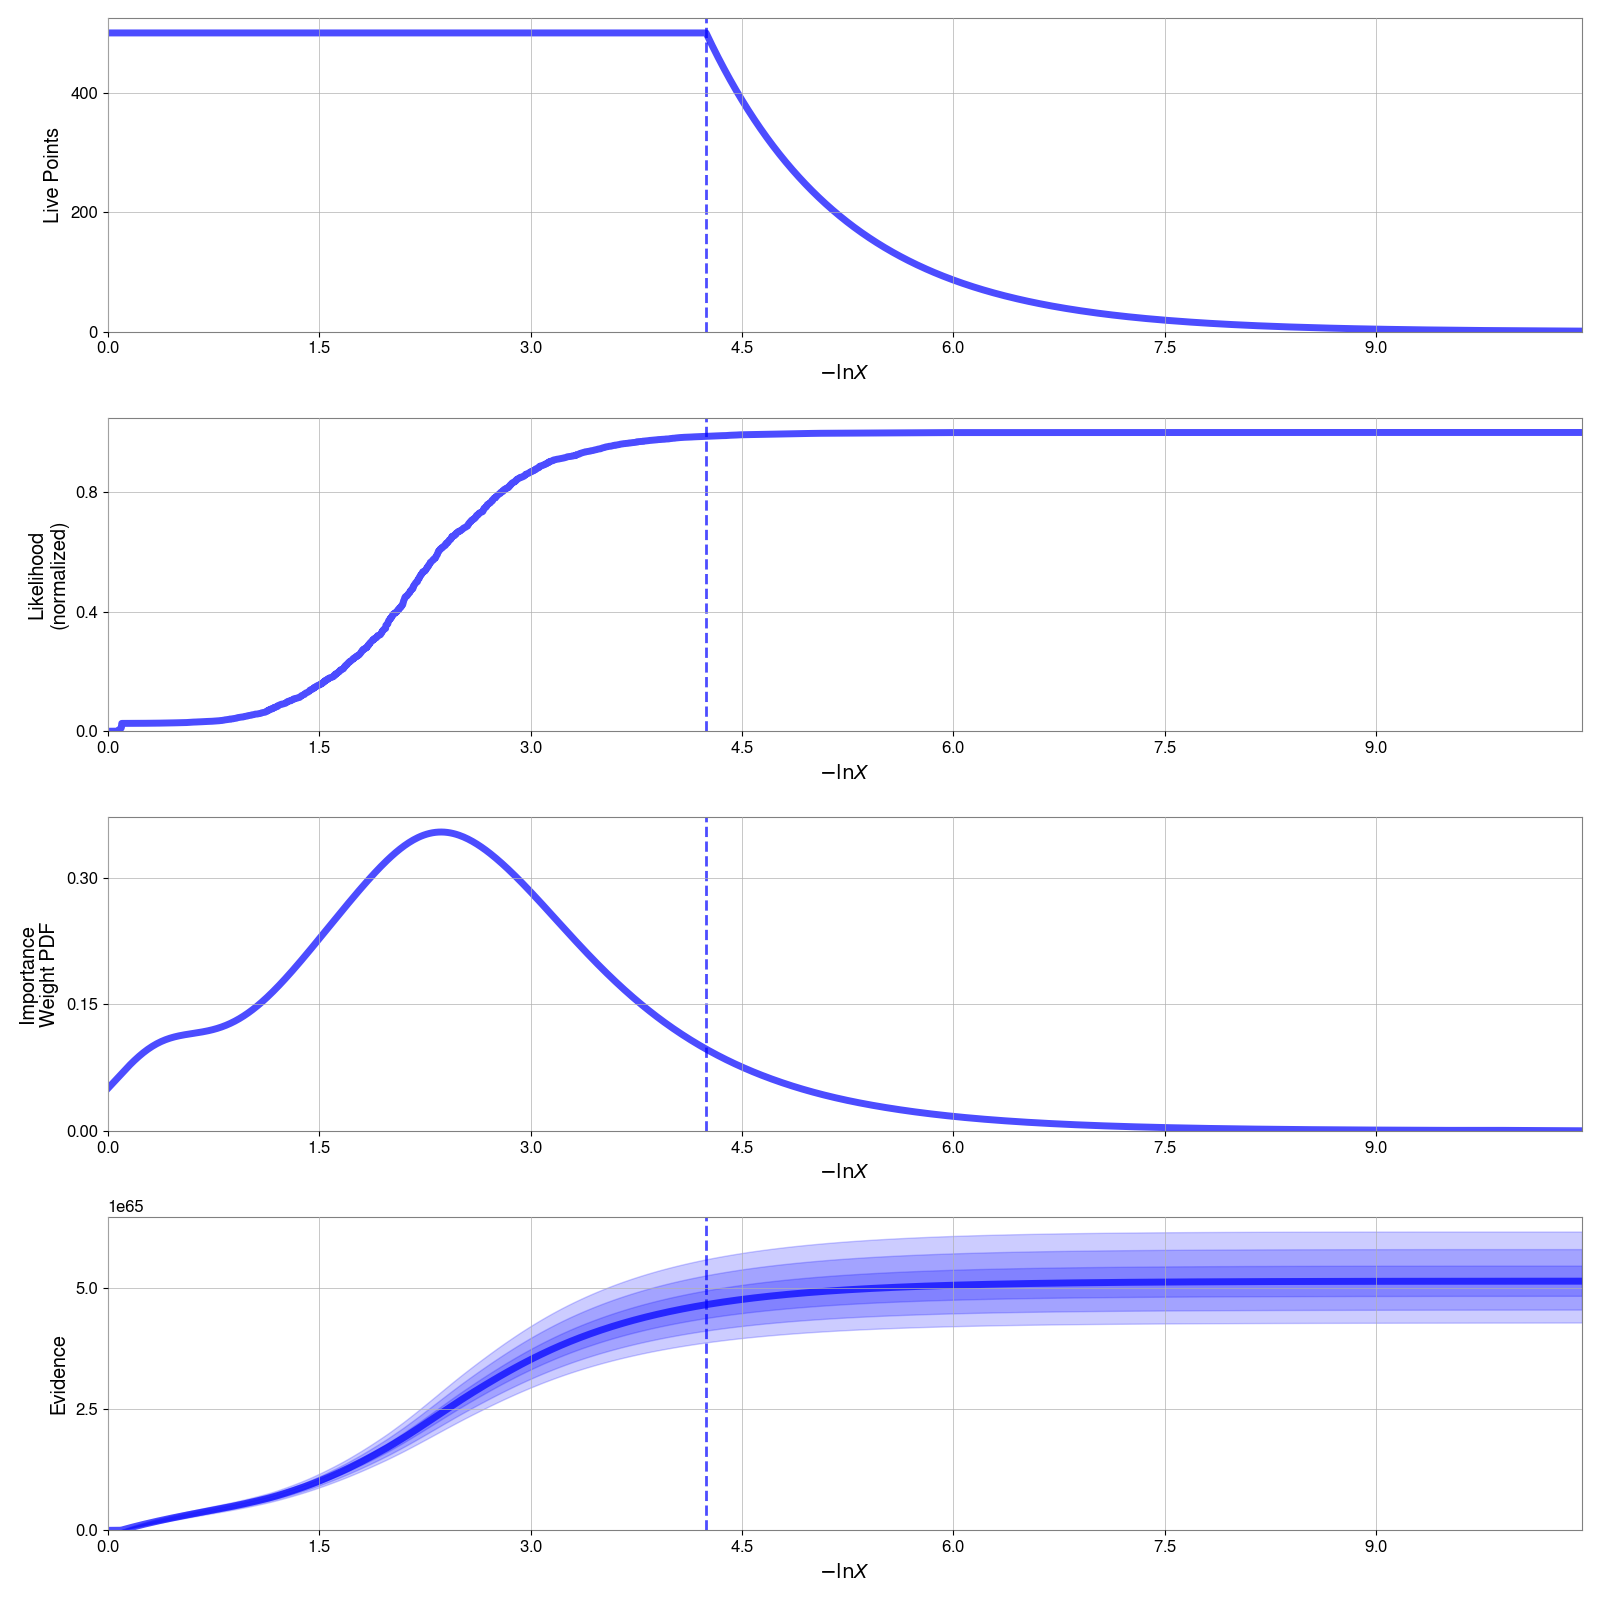 Live Points
400
200
0
0.0 1.5 3.0 4.5 6.0 7.5 9.0
−lnX
Likelihood
(normalized)
0.8
0.4
0.0
0.0 1.5 3.0 4.5 6.0 7.5 9.0
−lnX
Importance
Weight PDF
0.30
0.15
0.00
0.0 1.5 3.0 4.5 6.0 7.5 9.0
−lnX
1e65
Evidence
5.0
2.5
0.0
0.0 1.5 3.0 4.5 6.0 7.5 9.0
−lnX